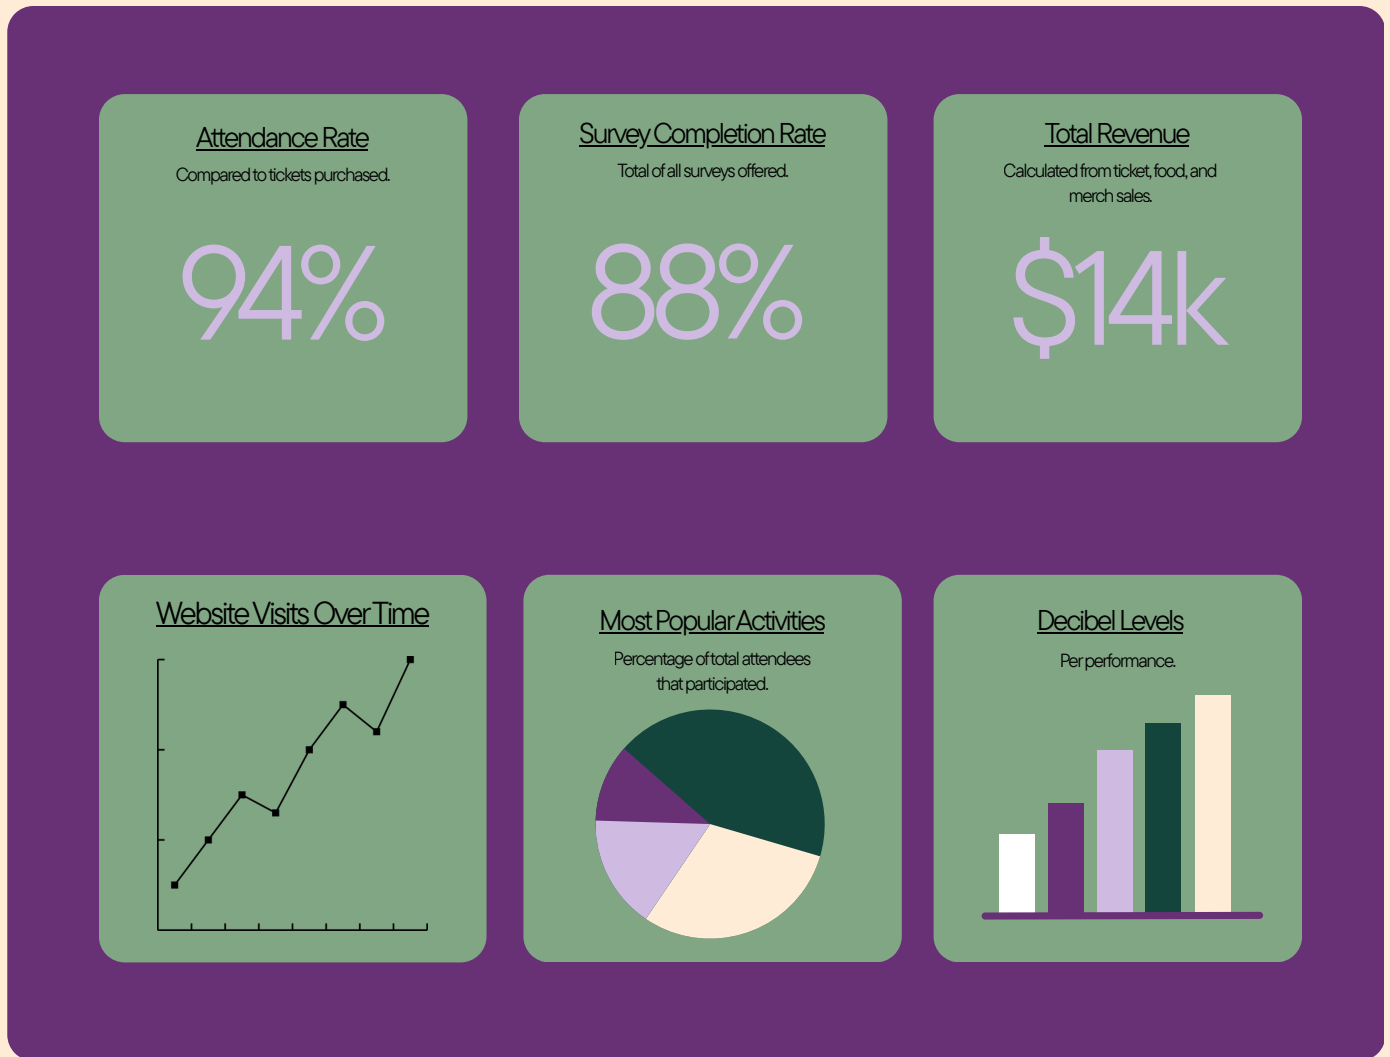 Attendance Rate
Compared to tickets purchased.
94%
Survey Completion Rate
Total of all surveys offered.
88%
Total Revenue
Calculated from ticket, food, and
merch sales.
$14k
Website Visits Over Time
Most Popular Activities
Percentage of total attendees
that participated.
Decibel Levels
Per performance.